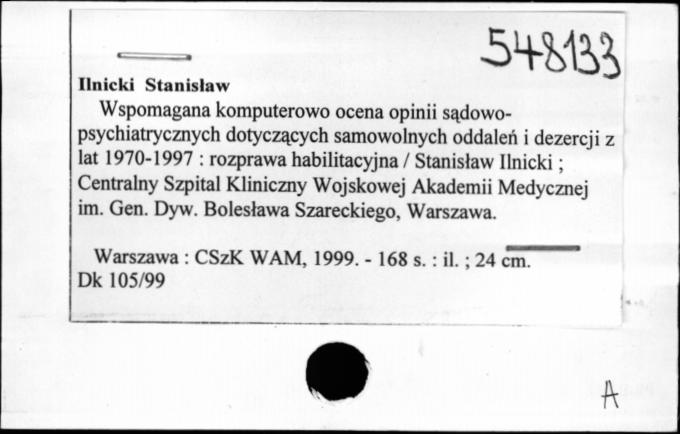 548133
Ilnicki Stanisław
Wspomagana komputerowo ocena opinii sądowo-
psychiatrycznych dotyczących samowolnych oddaleń i dezercji z
lat 1970-1997 : rozprawa habilitacyjna / Stanisław Ilnicki ;
Centralny Szpital Kliniczny Wojskowej Akademii Medycznej
im. Gen. Dyw. Bolesława Szareckiego, Warszawa.
Warszawa : CSzK WAM, 1999. - 168 s. : il. ; 24 cm.
Dk 105/99
A